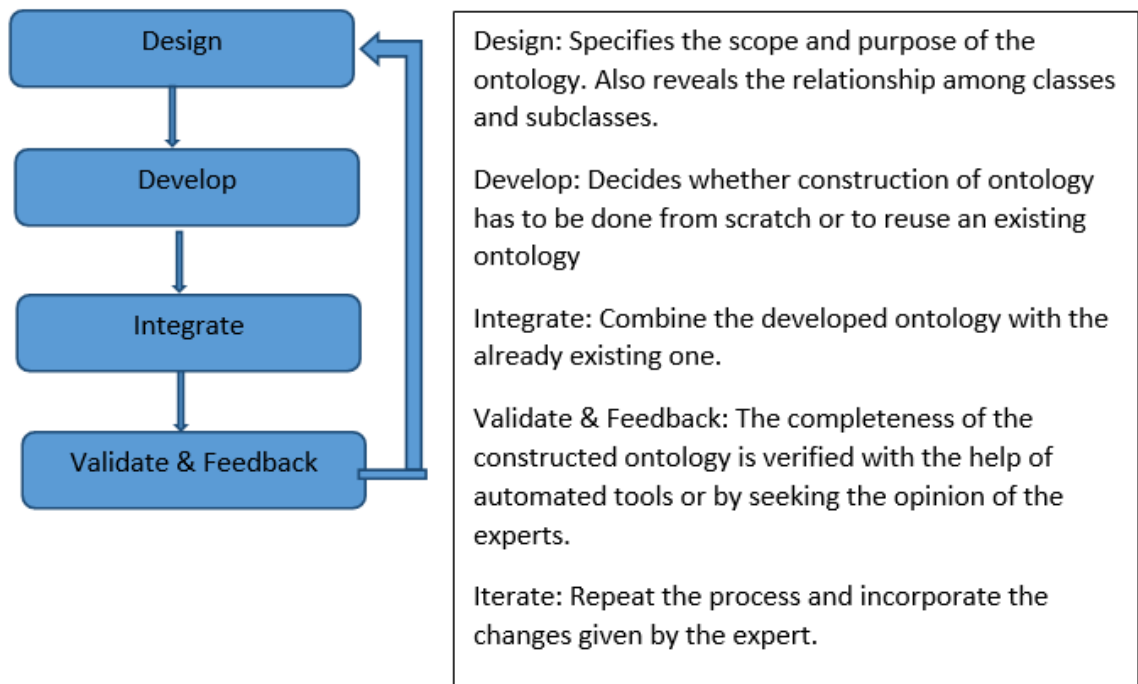 Design
Develop
Integrate
Validate & Feedback
Design: Specifies the scope and purpose of the
ontology. Also reveals the relationship among classes
and subclasses.
Develop: Decides whether construction of ontology
has to be done from scratch or to reuse an existing
ontology
Integrate: Combine the developed ontology with the
already existing one.
Validate & Feedback: The completeness of the
constructed ontology is verified with the help of
automated tools or by seeking the opinion of the
experts.
Iterate: Repeat the process and incorporate the
changes given by the expert.